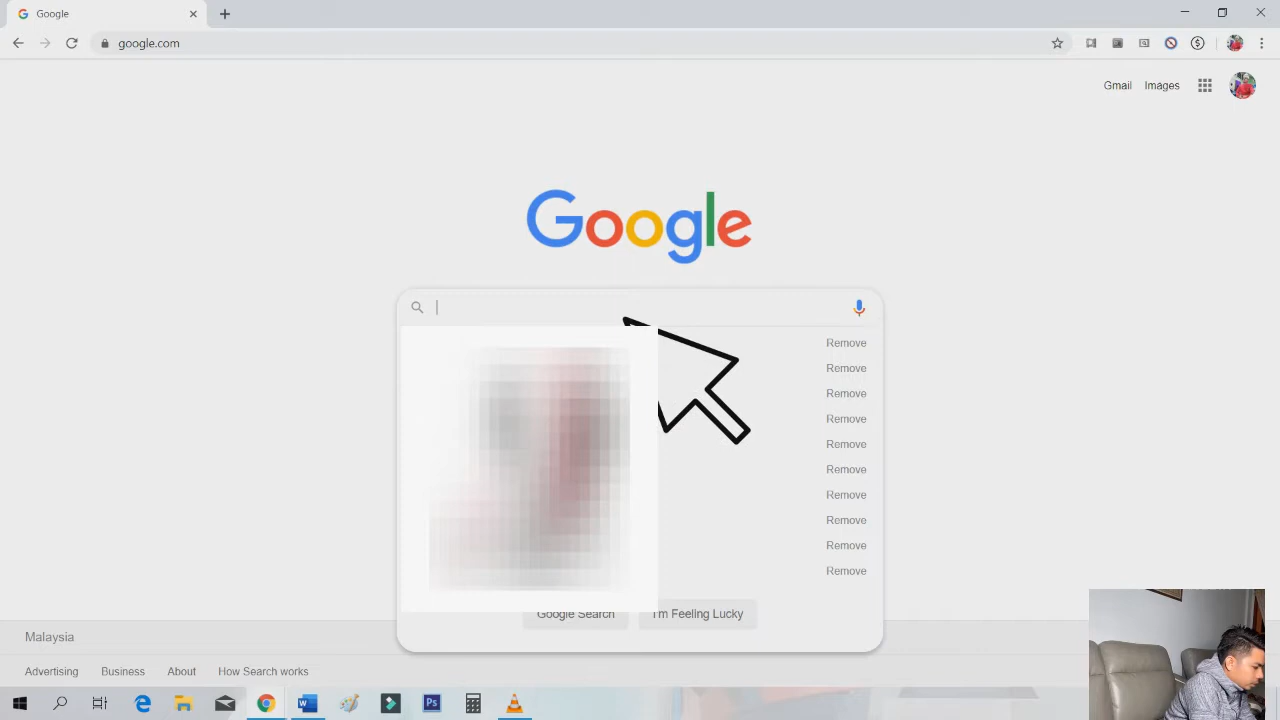 Google
google.com
Gmail Images
Google
Remove
Remove
Remove
Remove
Remove
Remove
Remove
Remove
Remove
Remove
Google Search I'm Feeling Lucky
Malaysia
Advertising Business About How Search works